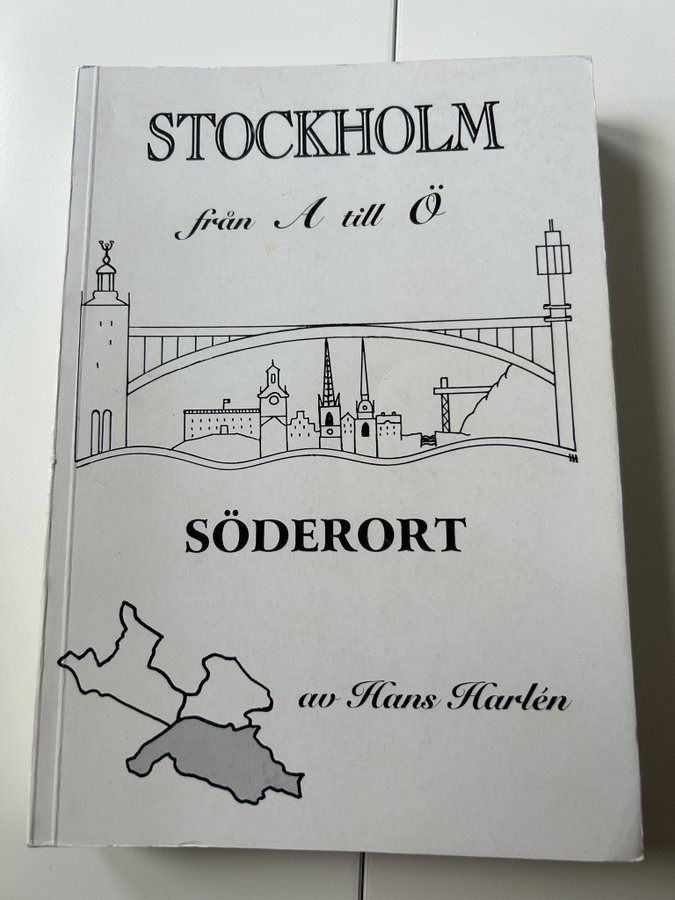 STOCKHOLM
från A till Ö
SÖDERORT
av Hans Harlén